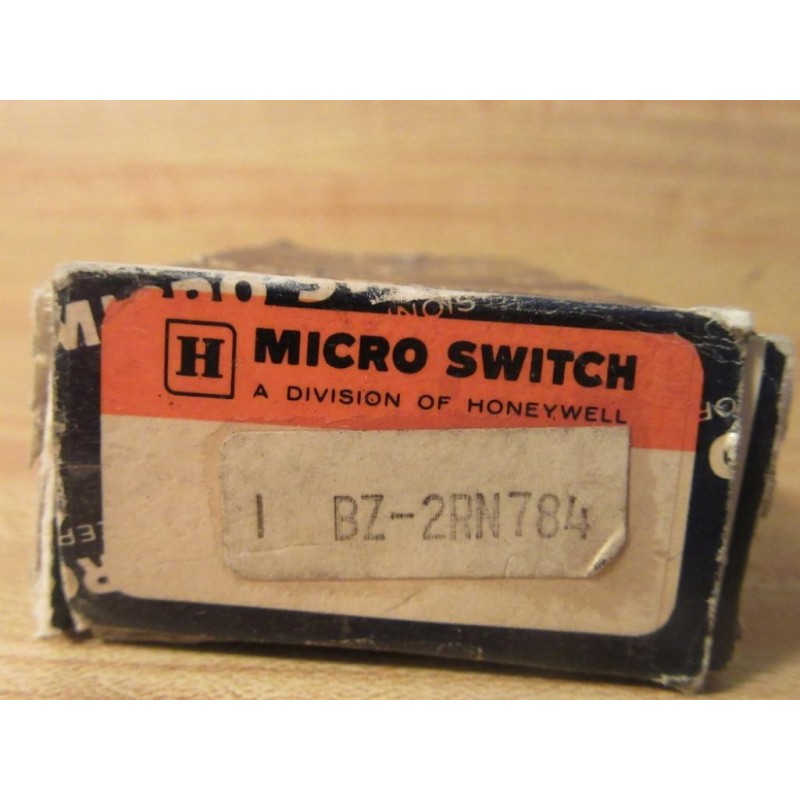 H MICRO SWITCH
A DIVISION OF HONEYWELL
1 BZ-2RN784